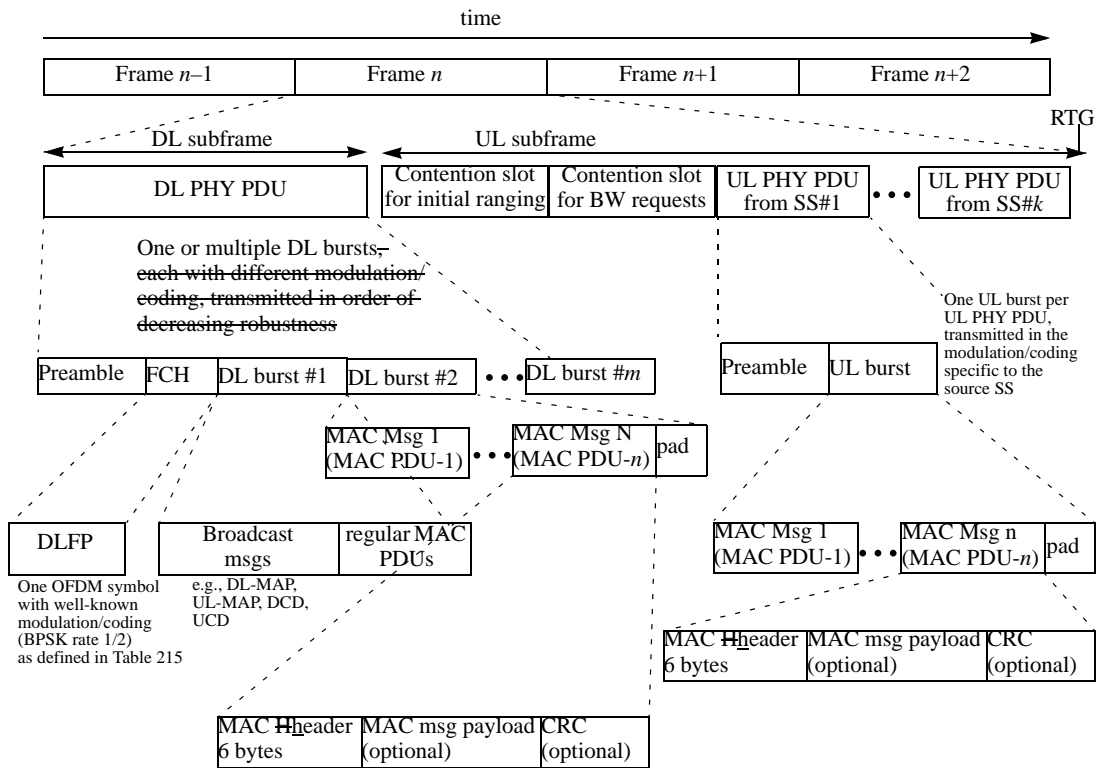 time
Frame n–1
Frame n
Frame n+1
Frame n+2
RTG
DL subframe
UL subframe
DL PHY PDU
Contention slot
for initial ranging
Contention slot
for BW requests
UL PHY PDU
from SS#1
•••
UL PHY PDU
from SS#k
One or multiple DL bursts,
each with different modulation/
coding, transmitted in order of
decreasing robustness
One UL burst per
UL PHY PDU,
transmitted in the
modulation/coding
specific to the
source SS
Preamble
FCH
DL burst #1
DL burst #2
•••
DL burst #m
Preamble
UL burst
MAC Msg 1
(MAC PDU-1)
•••
MAC Msg N
(MAC PDU-n)
pad
DLFP
Broadcast
msgs
regular MAC
PDUs
MAC Msg 1
(MAC PDU-1)
•••
MAC Msg n
(MAC PDU-n)
pad
One OFDM symbol
with well-known
modulation/coding
(BPSK rate 1/2)
as defined in Table 215
e.g., DL-MAP,
UL-MAP, DCD,
UCD
MAC Hheader
6 bytes
MAC msg payload
(optional)
CRC
(optional)
MAC Hheader
6 bytes
MAC msg payload
(optional)
CRC
(optional)